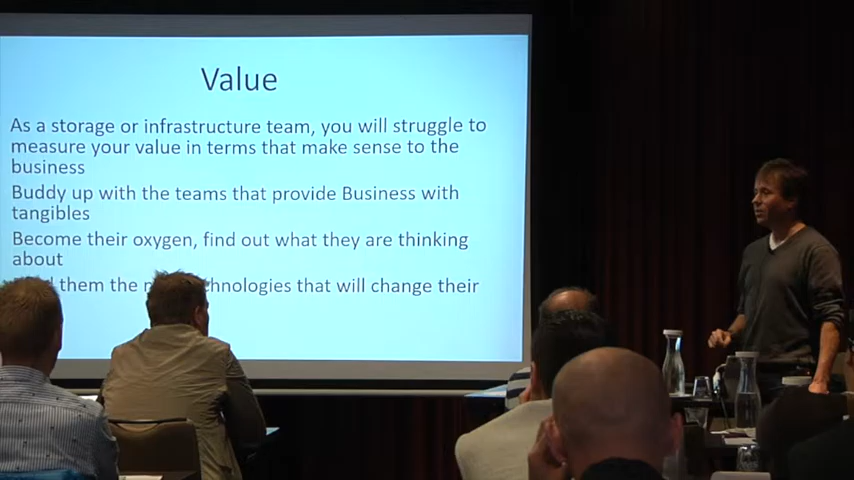 Value
As a storage or infrastructure team, you will struggle to
measure your value in terms that make sense to the
business
Buddy up with the teams that provide Business with
tangibles
Become their oxygen, find out what they are thinking
about
them the that will change their